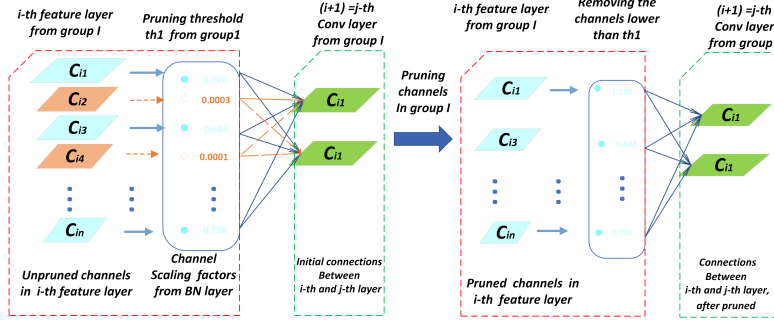 i-th feature layer
from group I
Pruning threshold
th1 from group1
(i+1) =j-th
Conv layer
from group I
Ci1
Ci2
Ci3
Ci4
Cin
1.120
0.0003
0.632
0.0001
0.736
Ci1
Ci1
Unpruned channels
in i-th feature layer
Channel
Scaling factors
from BN layer
Initial connections
Between
i-th and j-th layer
Pruning
channels
In group I
i-th feature layer
from group I
Removing the
channels lower
than th1
(i+1) =j-th
Conv layer
from group
Ci1
Ci3
Cin
1.120
0.632
0.736
Ci1
Ci1
Pruned channels in
i-th feature layer
Connections
Between
i-th and j-th layer,
after pruned